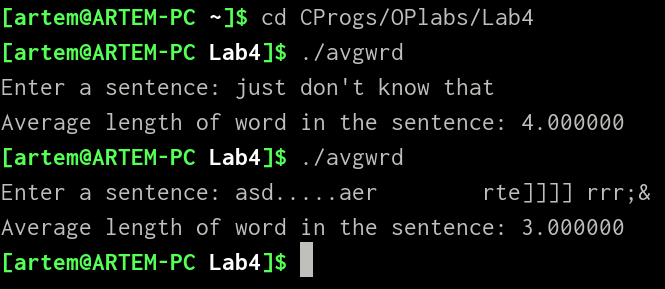 [artem@ARTEM-PC ~]$ cd CProgs/OPlabs/Lab4
[artem@ARTEM-PC Lab4]$ ./avgwrd
Enter a sentence: just don't know that
Average length of word in the sentence: 4.000000
[artem@ARTEM-PC Lab4]$ ./avgwrd
Enter a sentence: asd.....aer        rte]]]] rrr;&
Average length of word in the sentence: 3.000000
[artem@ARTEM-PC Lab4]$